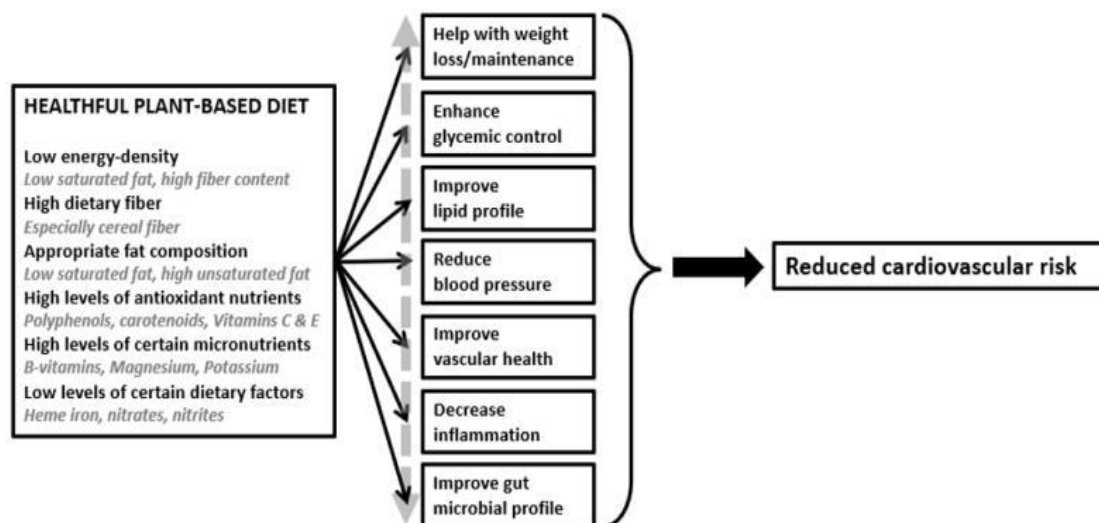 HEALTHFUL PLANT-BASED DIET
Low energy-density
Low saturated fat, high fiber content
High dietary fiber
Especially cereal fiber
Appropriate fat composition
Low saturated fat, high unsaturated fat
High levels of antioxidant nutrients
Polyphenols, carotenoids, Vitamins C & E
High levels of certain micronutrients
B-vitamins, Magnesium, Potassium
Low levels of certain dietary factors
Heme iron, nitrates, nitrites
Help with weight
loss/maintenance
Enhance
glycemic control
Improve
lipid profile
Reduce
blood pressure
Improve
vascular health
Decrease
inflammation
Improve gut
microbial profile
Reduced cardiovascular risk